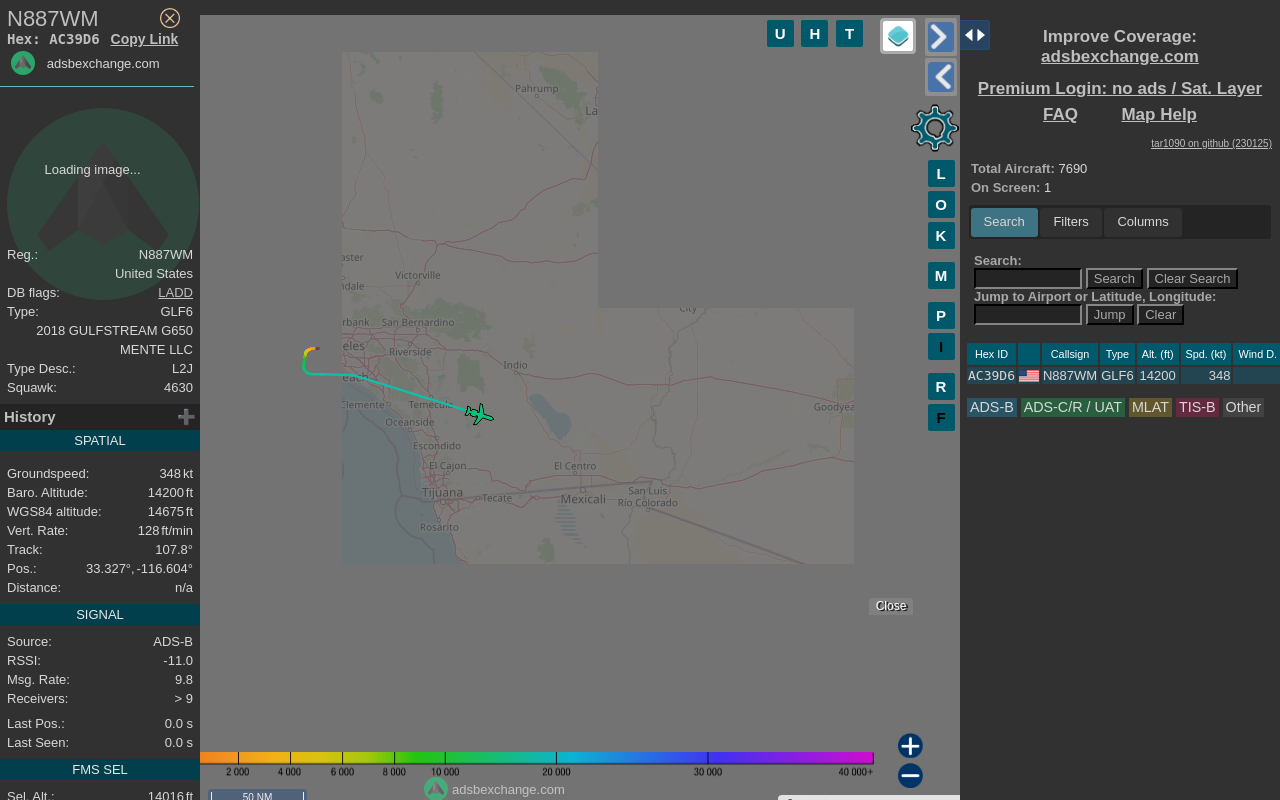 N887WM
Hex: AC39D6 Copy Link
adsbexchange.com
Loading image...
Reg.: N887WM
United States
DB flags: LADD
Type: GLF6
2018 GULFSTREAM G650
MENTE LLC
Type Desc.: L2J
Squawk: 4630
History
SPATIAL
Groundspeed: 348 kt
Baro. Altitude: 14200 ft
WGS84 altitude: 14675 ft
Vert. Rate: 128 ft/min
Track: 107.8°
Pos.: 33.327°, -116.604°
Distance: n/a
SIGNAL
Source: ADS-B
RSSI: -11.0
Msg. Rate: 9.8
Receivers: > 9
Last Pos.: 0.0 s
Last Seen: 0.0 s
FMS SEL
Sel. Alt.: 14016 ft
U H T
L
O
K
M
P
I
R
F
Pahrump
La
aster
dale
Victorville
rbank
San Bernardino
eles
Riverside
each
Indio
City
Clemente
Temecula
Oceanside
Goodyea
Escondido
El Cajon
El Centro
Tijuana
Tecate
Mexicali
San Luis
Río Colorado
Rosarito
Close
2 000 4 000 6 000 8 000 10 000 20 000 30 000 40 000+
adsbexchange.com
50 NM
Improve Coverage:
adsbexchange.com
Premium Login: no ads / Sat. Layer
FAQ Map Help
tar1090 on github (230125)
Total Aircraft: 7690
On Screen: 1
Search Filters Columns
Search:
Search Clear Search
Jump to Airport or Latitude, Longitude:
Jump Clear
Hex ID Callsign Type Alt. (ft) Spd. (kt) Wind D.
AC39D6 N887WM GLF6 14200 348
ADS-B ADS-C/R / UAT MLAT TIS-B Other